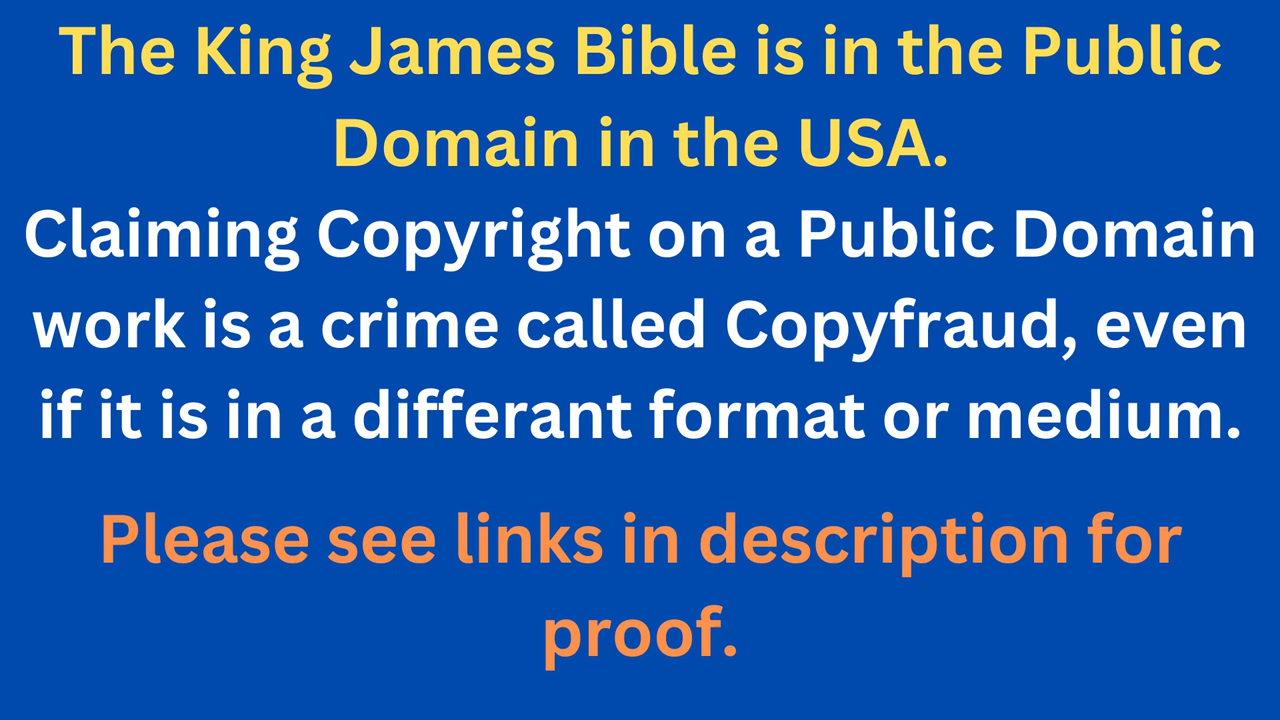 The King James Bible is in the Public
Domain in the USA.
Claiming Copyright on a Public Domain
work is a crime called Copyfraud, even
if it is in a differant format or medium.
Please see links in description for
proof.